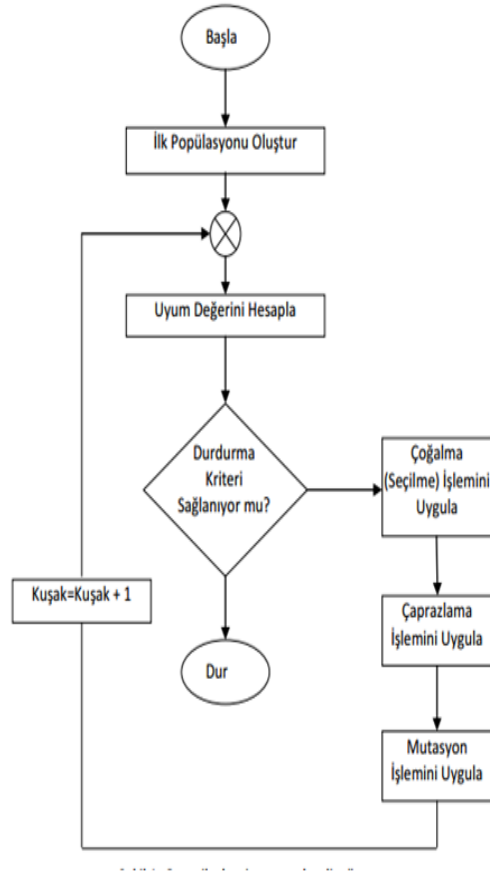 Başla
İlk Popülasyonu Oluştur
Uyum Değerini Hesapla
Durdurma
Kriteri
Sağlanıyor mu?
Çoğalma
(Seçilme) İşlemini
Uygula
Kuşak=Kuşak + 1
Çaprazlama
İşlemini Uygula
Dur
Mutasyon
İşlemini Uygula